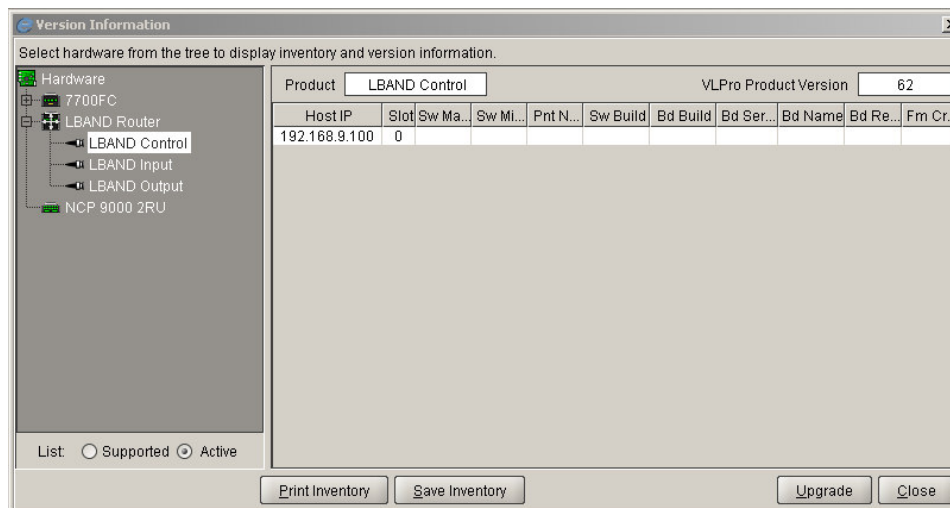 Version Information
Select hardware from the tree to display inventory and version information.
Hardware
7700FC
LBAND Router
LBAND Control
LBAND Input
LBAND Output
NCP 9000 2RU
List: Supported Active
Product LBAND Control VLPro Product Version 62
Host IP Slot Sw Ma... Sw Mi... Pnt N... Sw Build Bd Build Bd Ser... Bd Name Bd Re... Fm Cr.
192.168.9.100 0
Print Inventory Save Inventory Upgrade Close